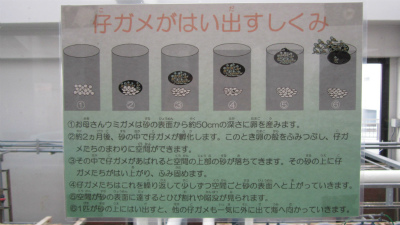 仔ガメがはい出すしくみ
① ② ③ ④ ⑤ ⑥
①お母さんウミガメは砂の表面から約50cmの深さに卵を産みます。
②約2ヵ月後、砂の中で仔ガメが孵化します。このとき卵の殻をふみつぶし、仔ガ
メたちのまわりに空間ができます。
③その中で仔ガメがあばれると空間の上部の砂が落ちてきます。その砂の上に仔
ガメたちがはい上がり、ふみ固めます。
④仔ガメたちはこれを繰り返して少しずつ空間ごと砂の表面へと上がっていきます。
⑤空間が砂の表面に達するとひび割れや陥没が見られます。
⑥1匹が砂の上にはい出すと、他の仔ガメも一気に外に出て海へ向かっていきます。